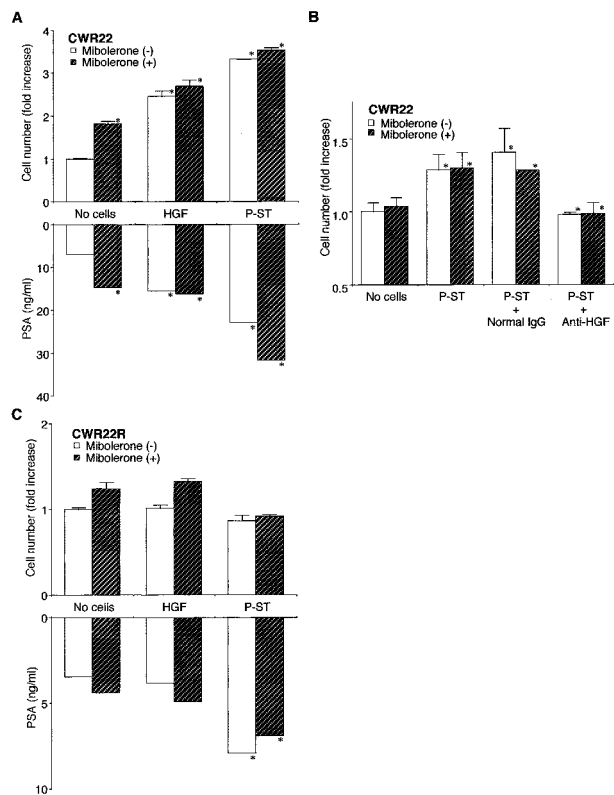 A
CWR22
Mibolerone (-)
Mibolerone (+)
Cell number (fold increase)
4
3
2
1
0
* * * * *
No cells HGF P-ST
PSA (ng/ml)
0
10
20
30
40
* * * * *
B
CWR22
Mibolerone (-)
Mibolerone (+)
Cell number (fold increase)
1.5
1.0
0.5
* * * * * *
No cells P-ST P-ST P-ST
+ +
Normal IgG Anti-HGF
C
CWR22R
Mibolerone (-)
Mibolerone (+)
Cell number (fold increase)
2
1
0
No cells HGF P-ST
PSA (ng/ml)
0
5
10
* *